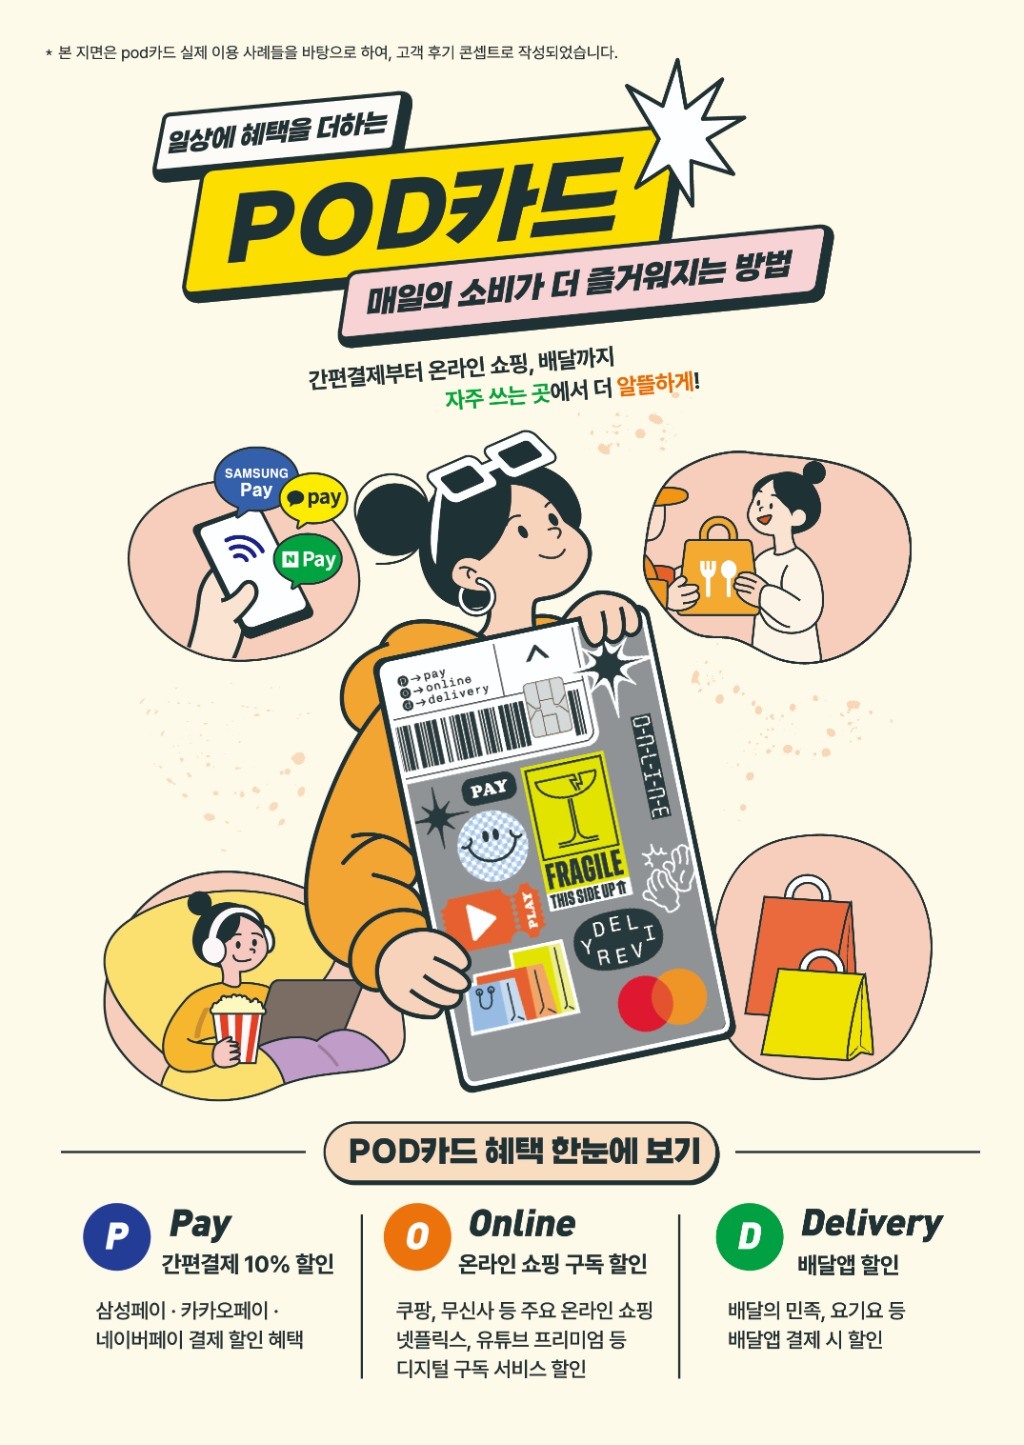 * 본 지면은 pod카드 실제 이용 사례들을 바탕으로 하여, 고객 후기 콘셉트로 작성되었습니다.
일상에 혜택을 더하는
POD카드
매일의 소비가 더 즐거워지는 방법
간편결제부터 온라인 쇼핑, 배달까지
자주 쓰는 곳에서 더 알뜰하게!
SAMSUNG
Pay
pay
N Pay
P→pay
O→online
D→delivery
ONLINE
PAY
FRAGILE
THIS SIDE UP
PLAY
DELI
YREV
POD카드 혜택 한눈에 보기
P Pay
간편결제 10% 할인
삼성페이 · 카카오페이 ·
네이버페이 결제 할인 혜택
O Online
온라인 쇼핑 구독 할인
쿠팡, 무신사 등 주요 온라인 쇼핑
넷플릭스, 유튜브 프리미엄 등
디지털 구독 서비스 할인
D Delivery
배달앱 할인
배달의 민족, 요기요 등
배달앱 결제 시 할인